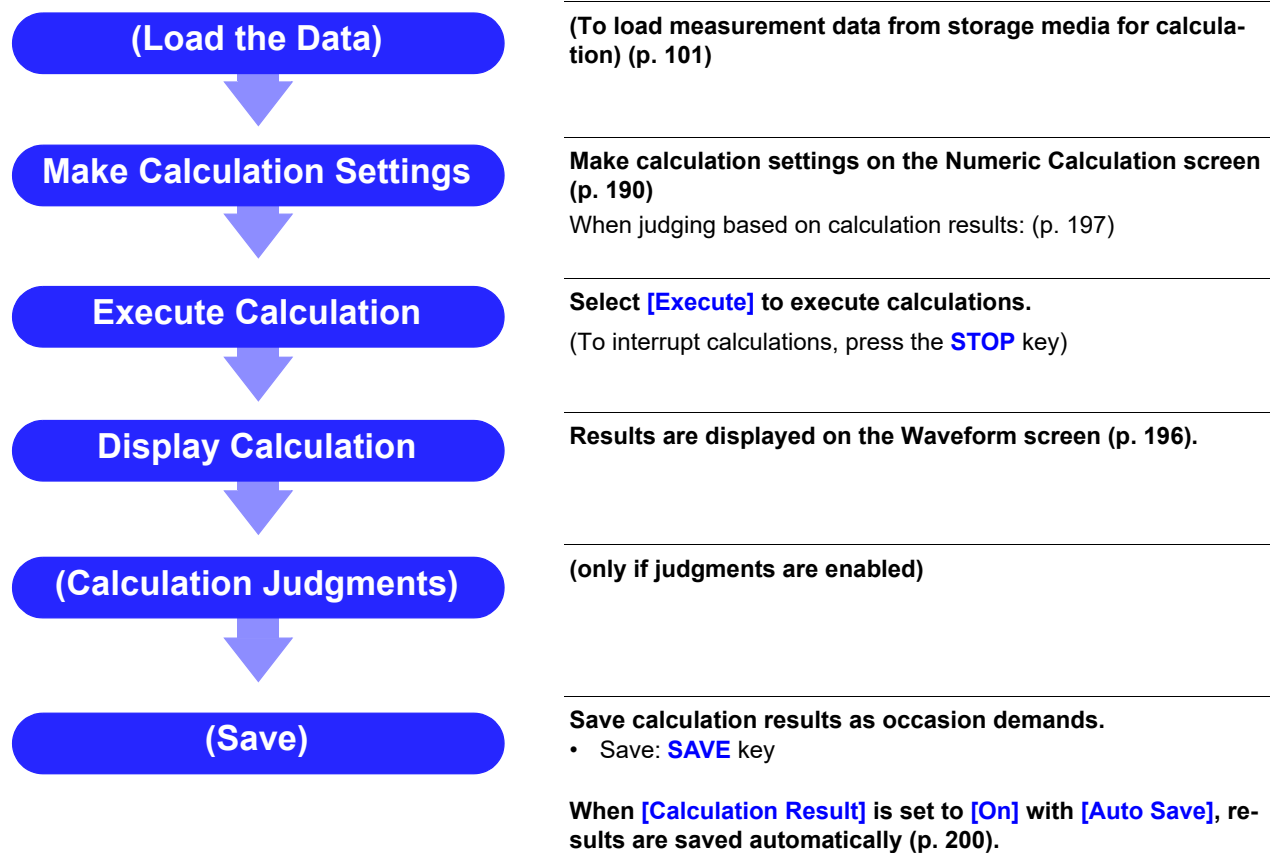 (Load the Data)
(To load measurement data from storage media for calcula-
tion) (p. 101)
Make Calculation Settings
Make calculation settings on the Numeric Calculation screen
(p. 190)
When judging based on calculation results: (p. 197)
Execute Calculation
Select [Execute] to execute calculations.
(To interrupt calculations, press the STOP key)
Display Calculation
Results are displayed on the Waveform screen (p. 196).
(Calculation Judgments)
(only if judgments are enabled)
(Save)
Save calculation results as occasion demands.
• Save: SAVE key
When [Calculation Result] is set to [On] with [Auto Save], re-
sults are saved automatically (p. 200).